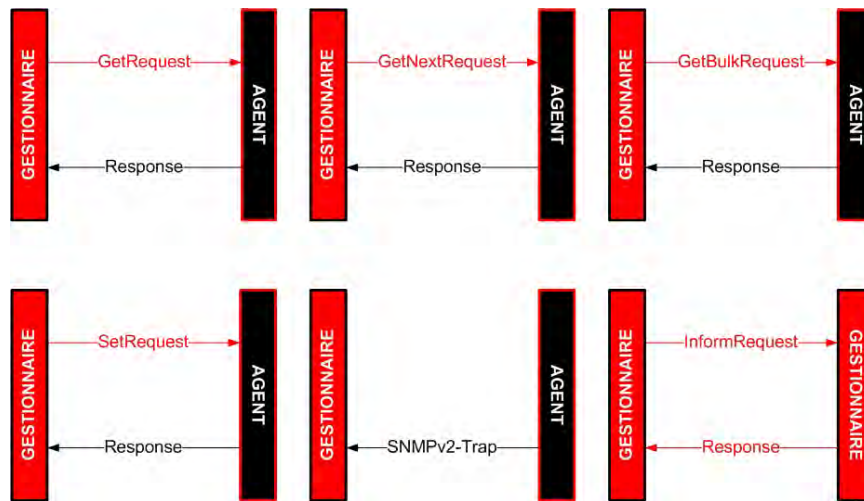 GESTIONNAIRE
GetRequest
Response
AGENT
GESTIONNAIRE
GetNextRequest
Response
AGENT
GESTIONNAIRE
GetBulkRequest
Response
AGENT
GESTIONNAIRE
SetRequest
Response
AGENT
GESTIONNAIRE
SNMPv2-Trap
AGENT
GESTIONNAIRE
InformRequest
Response
GESTIONNAIRE